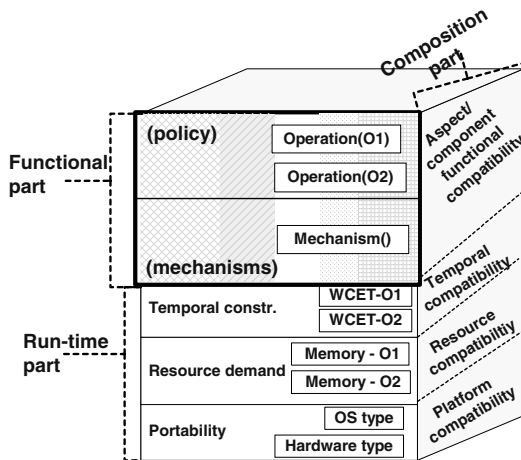 Composition
part
Functional
part
(policy)
Operation(O1)
Operation(O2)
Mechanism()
(mechanisms)
Aspect/
component
functional
compatibility
Run-time
part
Temporal constr.
WCET-O1
WCET-O2
Temporal
compatibility
Resource demand
Memory - O1
Memory - O2
Resource
compatibiltiy
Portability
OS type
Hardware type
Platform
compatibility